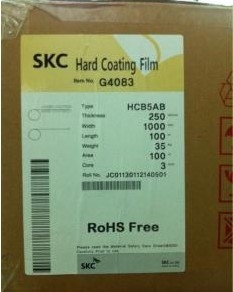 SKC Hard Coating Film
Item No. G4083
Type HCB5AB
Thickness 250
Width 1000
Length 100
Weight 35
Area 100
Core 3
Roll No. JC01130112140501
RoHS Free
SKC